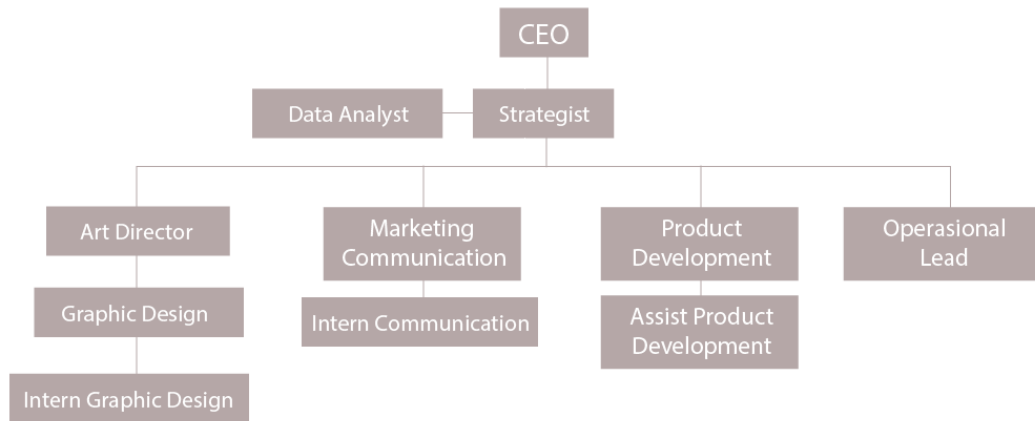 CEO
Data Analyst
Strategist
Art Director
Marketing
Communication
Product
Development
Operasional
Lead
Graphic Design
Intern Communication
Assist Product
Development
Intern Graphic Design